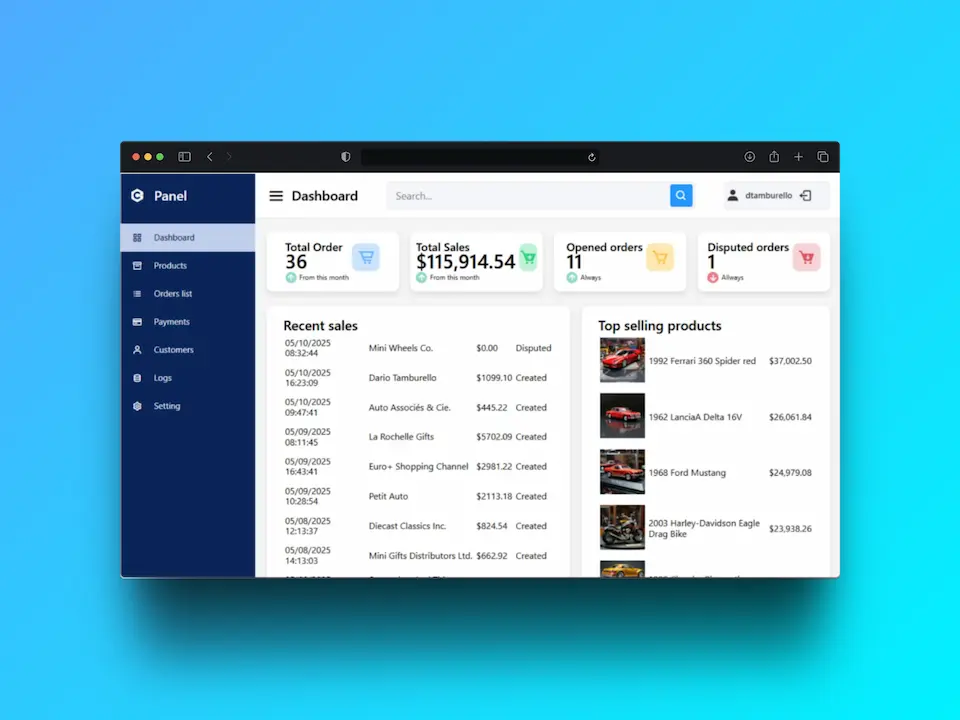 Panel
Dashboard
Products
Orders list
Payments
Customers
Logs
Setting
Dashboard
Search...
dtamburello
Total Order
36
From this month
Total Sales
$115,914.54
From this month
Opened orders
11
Always
Disputed orders
1
Allways
Recent sales
05/10/2025
08:32:44
Mini Wheels Co. $0.00 Disputed
05/10/2025
16:23:09
Dario Tamburello $1099.10 Created
05/10/2025
09:47:41
Auto Associés & Cie. $445.22 Created
05/09/2025
08:11:45
La Rochelle Gifts $5702.09 Created
05/09/2025
16:43:41
Euro+ Shopping Channel $2981.22 Created
05/09/2025
10:28:54
Petit Auto $2113.18 Created
05/08/2025
12:13:37
Diecast Classics Inc. $824.54 Created
05/08/2025
14:13:03
Mini Gifts Distributors Ltd. $662.92 Created
Top selling products
1992 Ferrari 360 Spider red $37,002.50
1962 LanciaA Delta 16V $26,061.84
1968 Ford Mustang $24,979.08
2003 Harley-Davidson Eagle
Drag Bike
$23,938.26